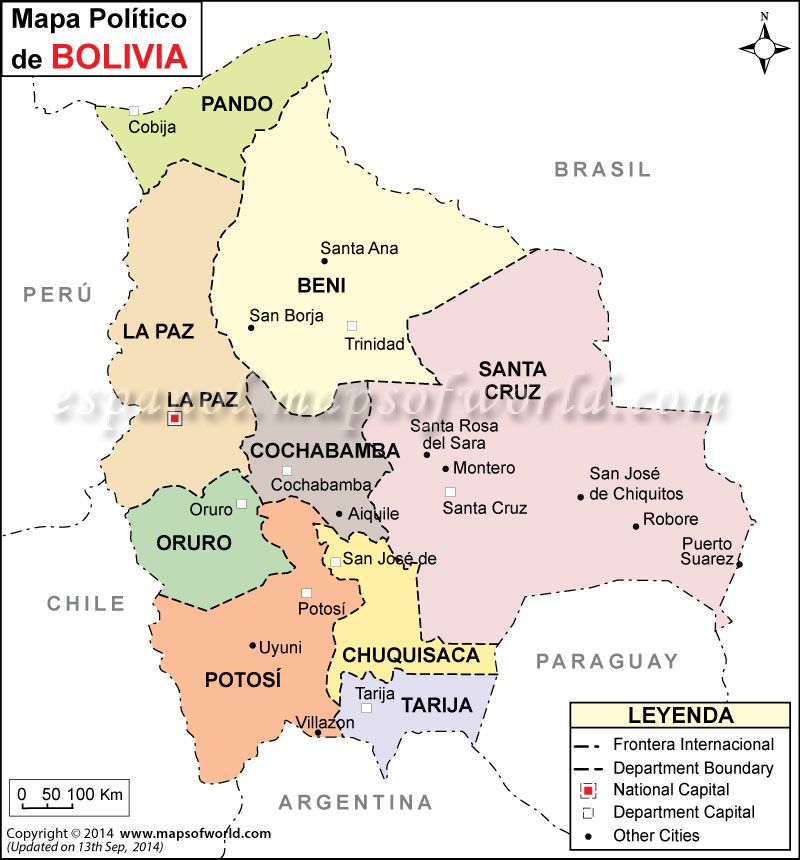 Mapa Político
de BOLIVIA
N
PANDO
Cobija
BRASIL
Santa Ana
BENI
PERÚ
San Borja
Trinidad
LA PAZ
SANTA
CRUZ
LA PAZ
espanol.mapsofworld.com
Santa Rosa
del Sara
COCHABAMBA
Montero
Cochabamba
San José
de Chiquitos
Santa Cruz
Oruro
Aiquile
Robore
ORURO
Puerto
Suarez
San José de
CHILE
Potosí
Uyuni
CHUQUISACA
PARAGUAY
POTOSÍ
Tarija
TARIJA
Villazon
LEYENDA
Frontera Internacional
Department Boundary
National Capital
Department Capital
Other Cities
0 50 100 Km
ARGENTINA
Copyright © 2014 www.mapsofworld.com
(Updated on 13th Sep, 2014)